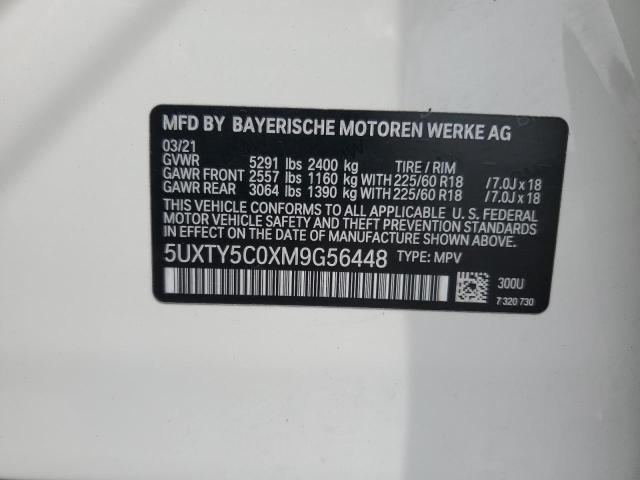 MFD BY BAYERISCHE MOTOREN WERKE AG
03/21
GVWR 5291 lbs 2400 kg TIRE / RIM
GAWR FRONT 2557 lbs 1160 kg WITH 225/60 R18 / 7.0J x 18
GAWR REAR 3064 lbs 1390 kg WITH 225/60 R18 / 7.0J x 18
THIS VEHICLE CONFORMS TO ALL APPLICABLE U. S. FEDERAL
MOTOR VEHICLE SAFETY, BUMPER, AND THEFT PREVENTION STANDARDS
IN EFFECT ON THE DATE OF MANUFACTURE SHOWN ABOVE.
5UXTY5C0XM9G56448 TYPE: MPV
300U
7 320 730